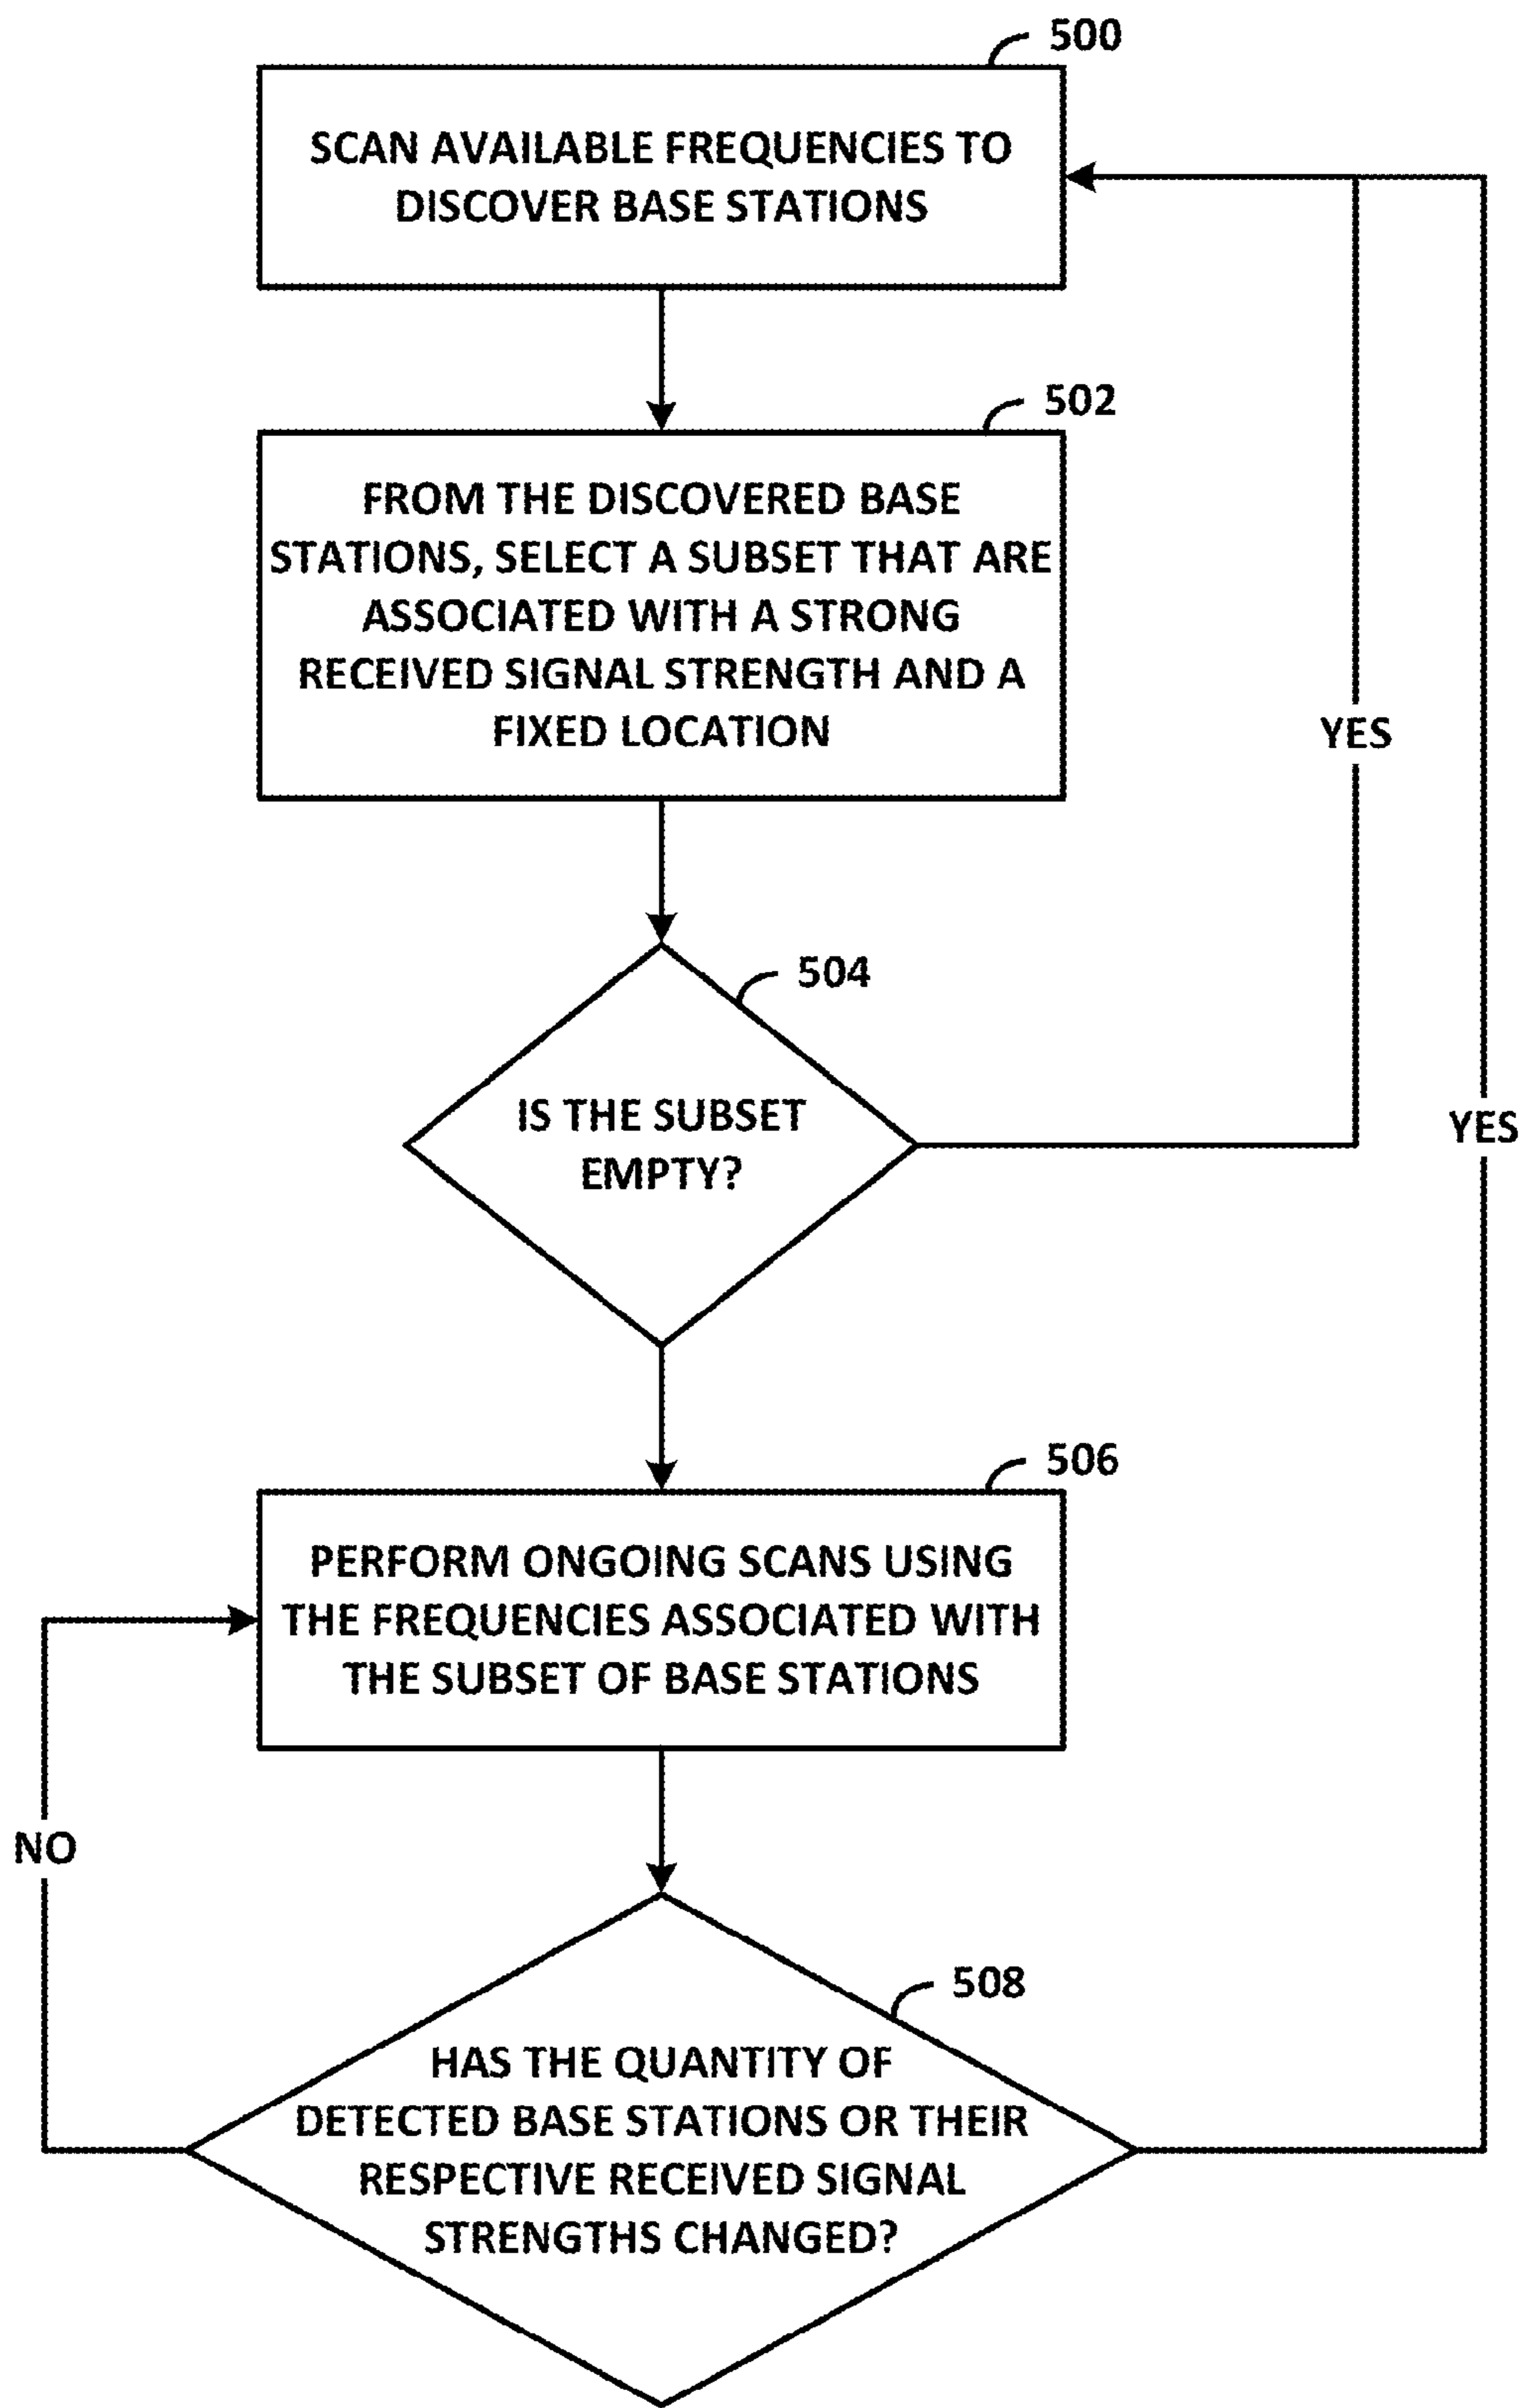 500
SCAN AVAILABLE FREQUENCIES TO
DISCOVER BASE STATIONS
502
FROM THE DISCOVERED BASE
STATIONS, SELECT A SUBSET THAT ARE
ASSOCIATED WITH A STRONG
RECEIVED SIGNAL STRENGTH AND A
FIXED LOCATION
YES
504
IS THE SUBSET
EMPTY?
YES
506
PERFORM ONGOING SCANS USING
THE FREQUENCIES ASSOCIATED WITH
THE SUBSET OF BASE STATIONS
NO
508
HAS THE QUANTITY OF
DETECTED BASE STATIONS OR THEIR
RESPECTIVE RECEIVED SIGNAL
STRENGTHS CHANGED?